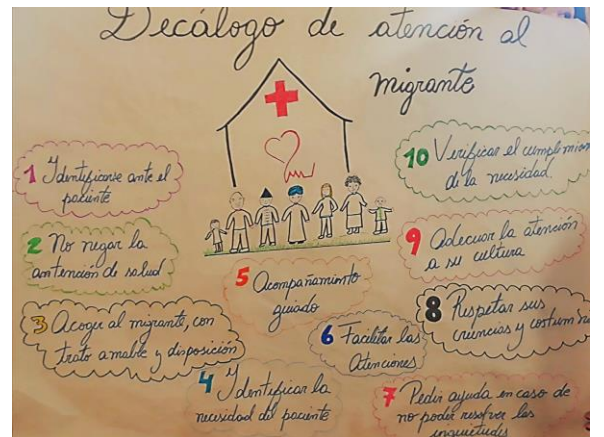 Decálogo de atención al
migrante
1 Identificarse ante el
paciente
2 No negar la
antención de salud
3 Acoger al migrante, con
trato amable y disposición
4 Identificar la
necesidad del paciente
5 Acompañamiento
guiado
6 Facilitar las
Atenciones
7 Pedir ayuda en caso de
no poder resolver las
inquietudes
8 Respetar sus
creencias y
9 Adecuar la atención
a su cultura
10 Verificar el
de la necesidad